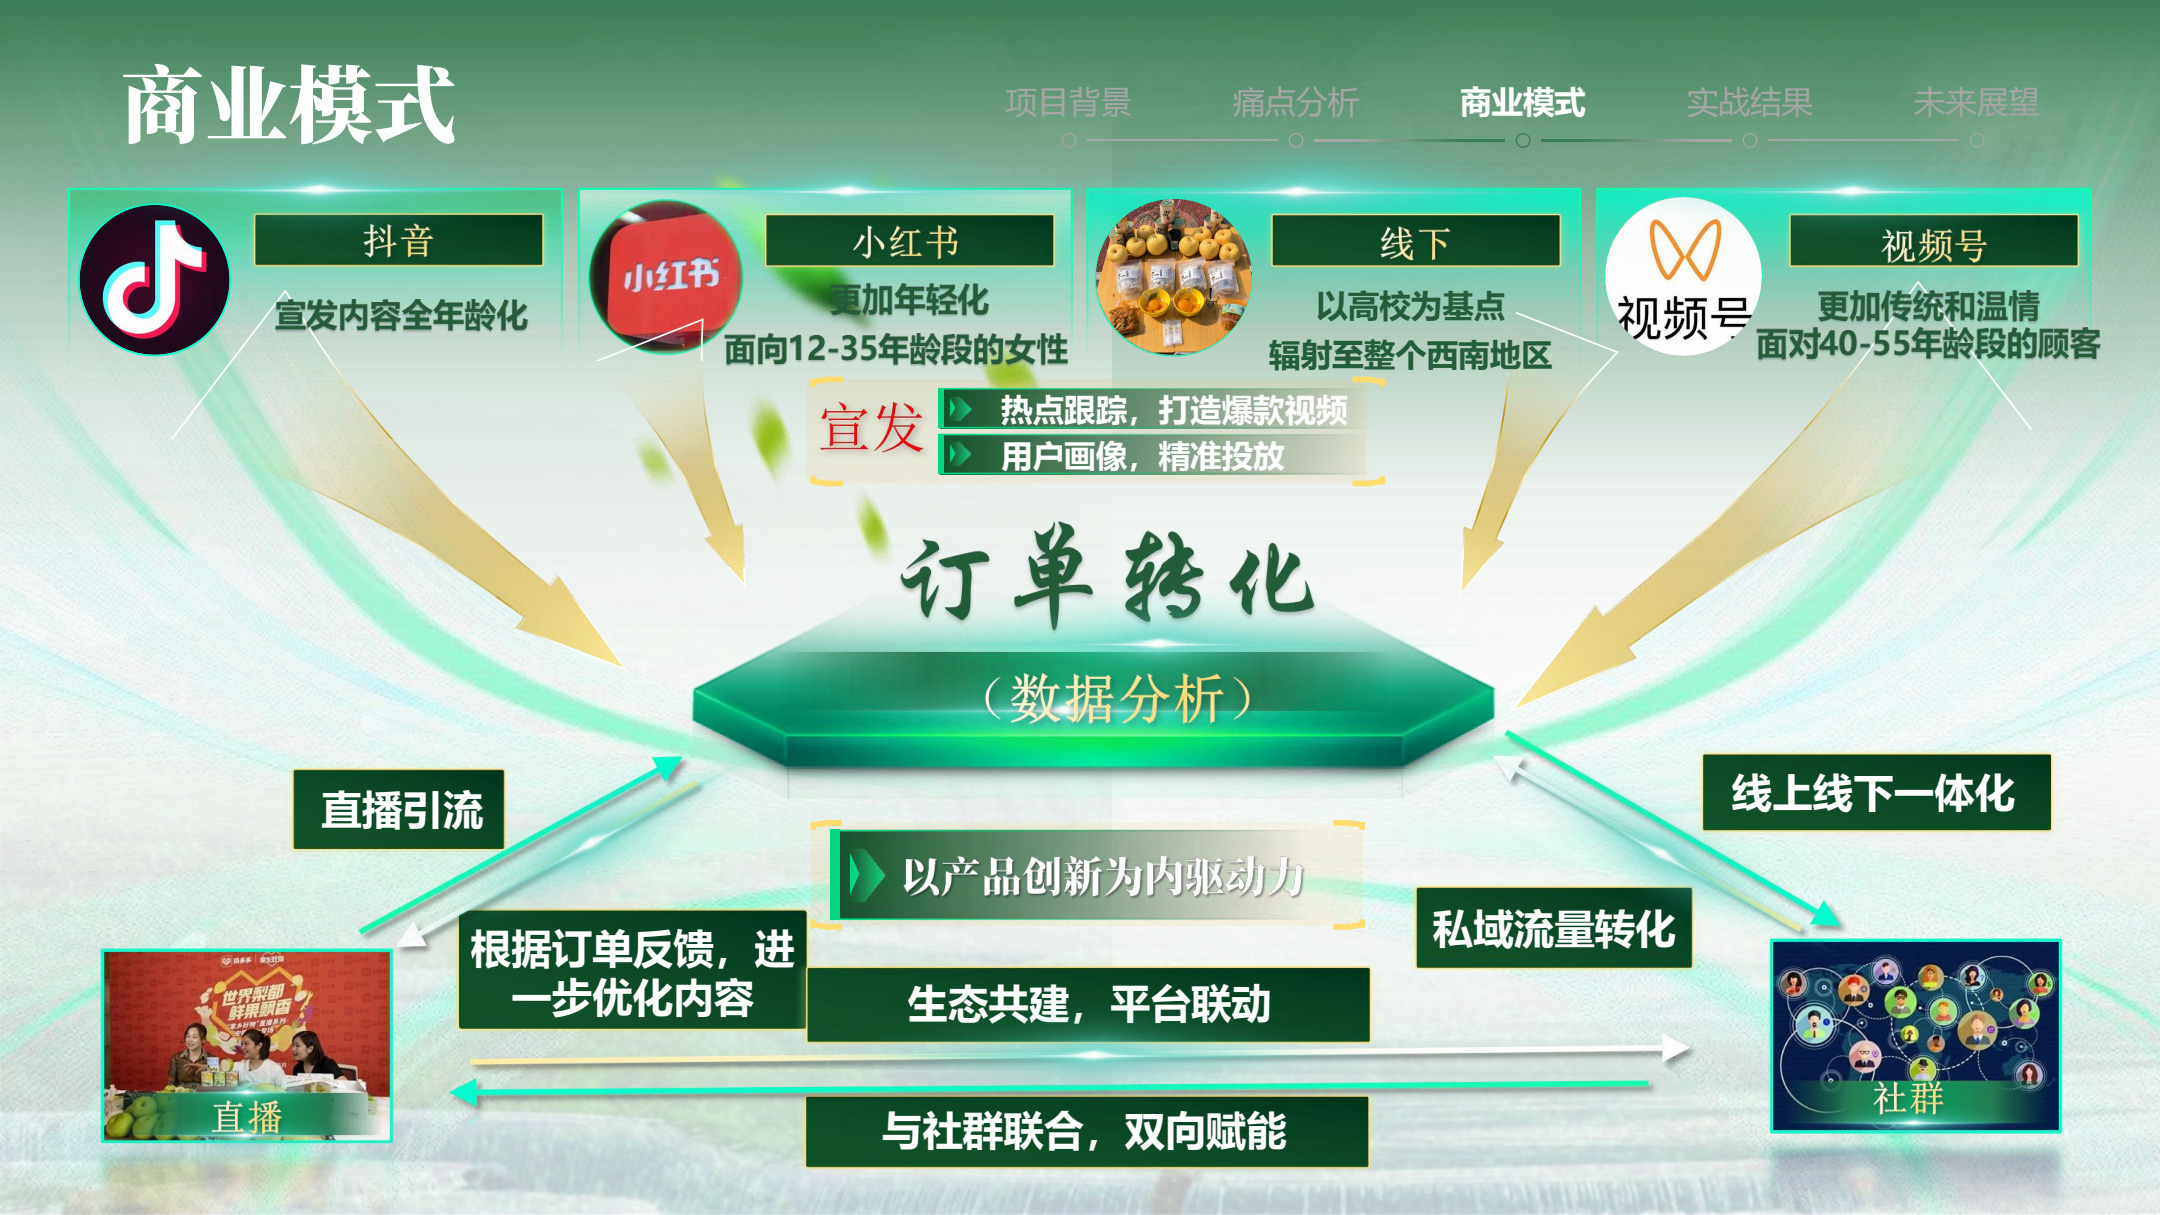 商业模式
项目背景
痛点分析
商业模式
实战结果
未来展望
抖音
宣发内容全年龄化
小红书
小红书
更加年轻化
面向12-35年龄段的女性
线下
以高校为基点
辐射至整个西南地区
视频号
视频号
更加传统和温情
面对40-55年龄段的顾客
宣发
热点跟踪，打造爆款视频
用户画像，精准投放
订单转化
（数据分析）
直播引流
线上线下一体化
以产品创新为内驱动力
根据订单反馈，进
一步优化内容
私域流量转化
生态共建，平台联动
与社群联合，双向赋能
拼多多
世界梨都
鲜果飘香
直播
社群